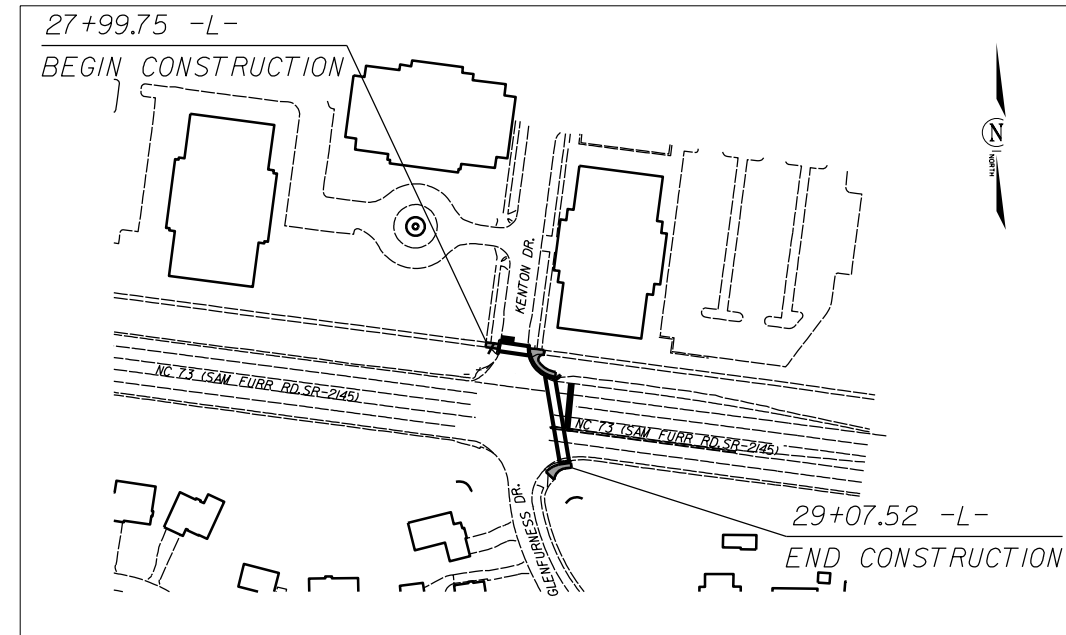 27+99.75 -L-
BEGIN CONSTRUCTION
N
NORTH
KENTON DR.
NC 73 (SAM FURR RD,SR-2145)
NC 73 (SAM FURR RD,SR-2145)
GLENFURNESS DR.
29+07.52 -L-
END CONSTRUCTION